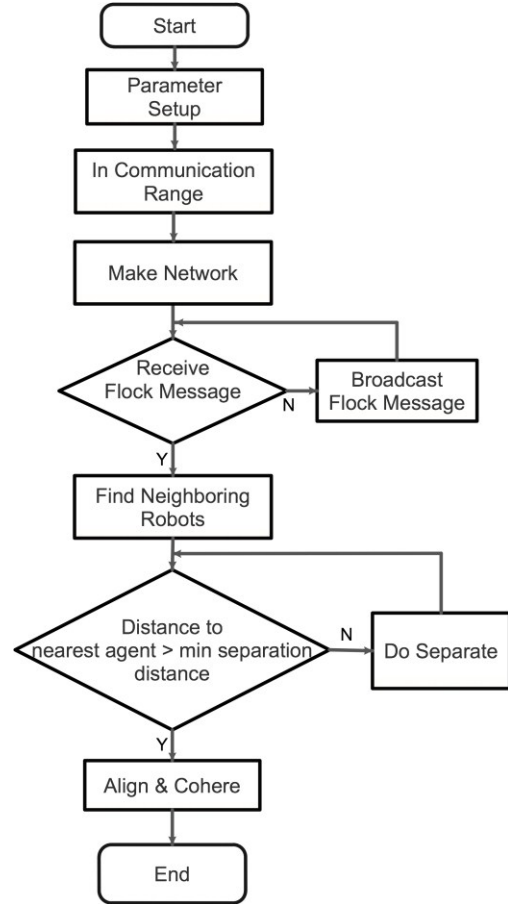 Start
Parameter
Setup
In Communication
Range
Make Network
Receive
Flock Message
N
Broadcast
Flock Message
Y
Find Neighboring
Robots
Distance to
nearest agent > min separation
distance
N
Do Separate
Y
Align & Cohere
End